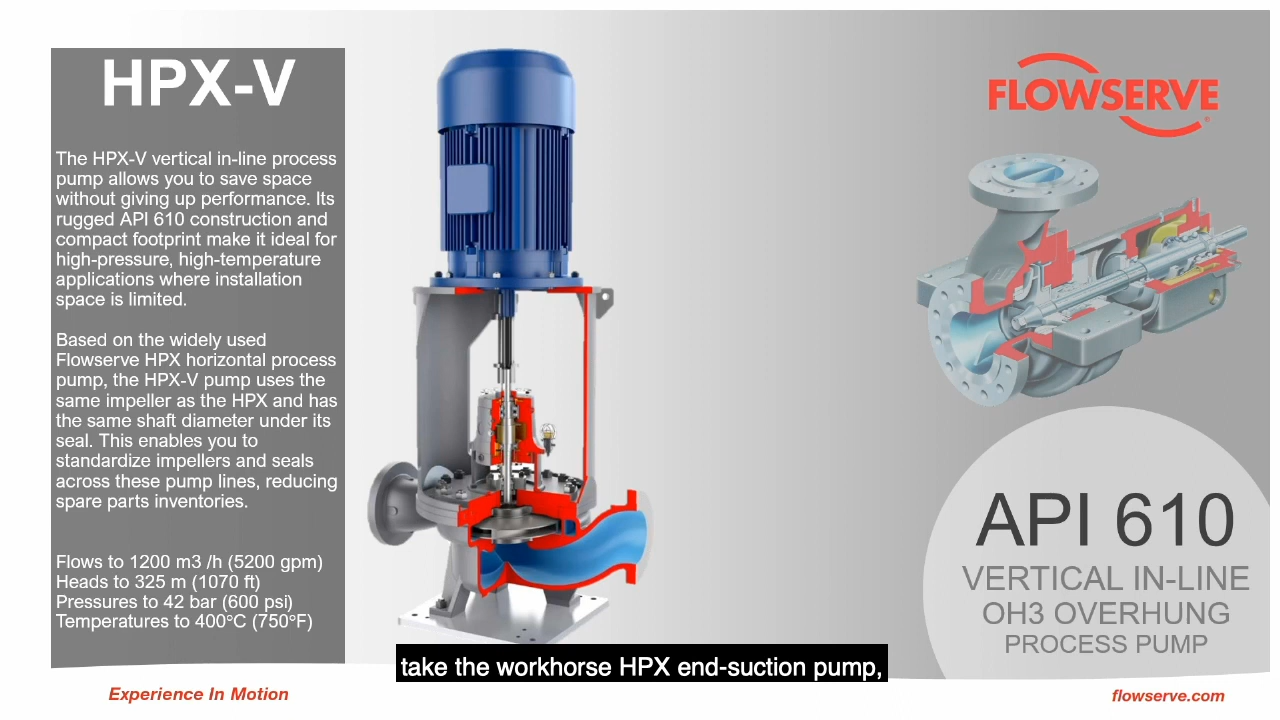 HPX-V
The HPX-V vertical in-line process
pump allows you to save space
without giving up performance. Its
rugged API 610 construction and
compact footprint make it ideal for
high-pressure, high-temperature
applications where installation
space is limited.
Based on the widely used
Flowserve HPX horizontal process
pump, the HPX-V pump uses the
same impeller as the HPX and has
the same shaft diameter under its
seal. This enables you to
standardize impellers and seals
across these pump lines, reducing
spare parts inventories.
Flows to 1200 m3 /h (5200 gpm)
Heads to 325 m (1070 ft)
Pressures to 42 bar (600 psi)
Temperatures to 400°C (750°F)
Experience In Motion
FLOWSERVE®
API 610
VERTICAL IN-LINE
OH3 OVERHUNG
PROCESS PUMP
take the workhorse HPX end-suction pump,
flowserve.com